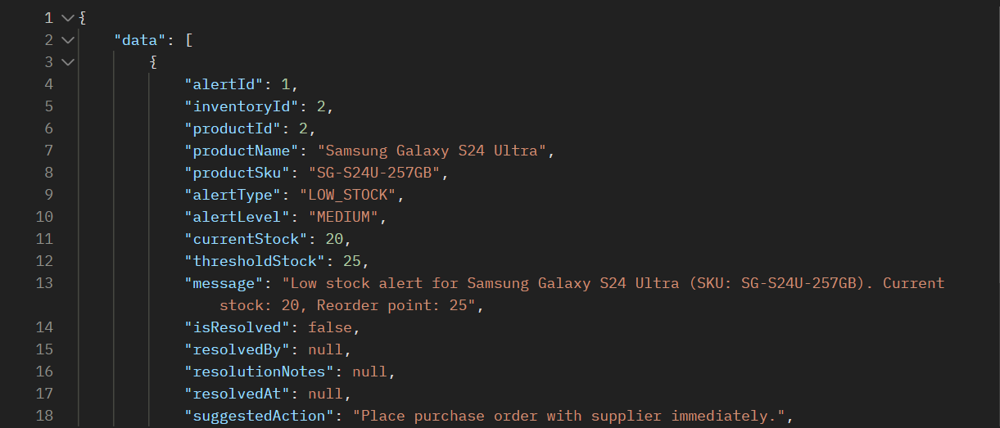 1 {
2 "data": [
3 {
4 "alertId": 1,
5 "inventoryId": 2,
6 "productId": 2,
7 "productName": "Samsung Galaxy S24 Ultra",
8 "productSku": "SG-S24U-257GB",
9 "alertType": "LOW_STOCK",
10 "alertLevel": "MEDIUM",
11 "currentStock": 20,
12 "thresholdStock": 25,
13 "message": "Low stock alert for Samsung Galaxy S24 Ultra (SKU: SG-S24U-257GB). Current
stock: 20, Reorder point: 25",
14 "isResolved": false,
15 "resolvedBy": null,
16 "resolutionNotes": null,
17 "resolvedAt": null,
18 "suggestedAction": "Place purchase order with supplier immediately.",